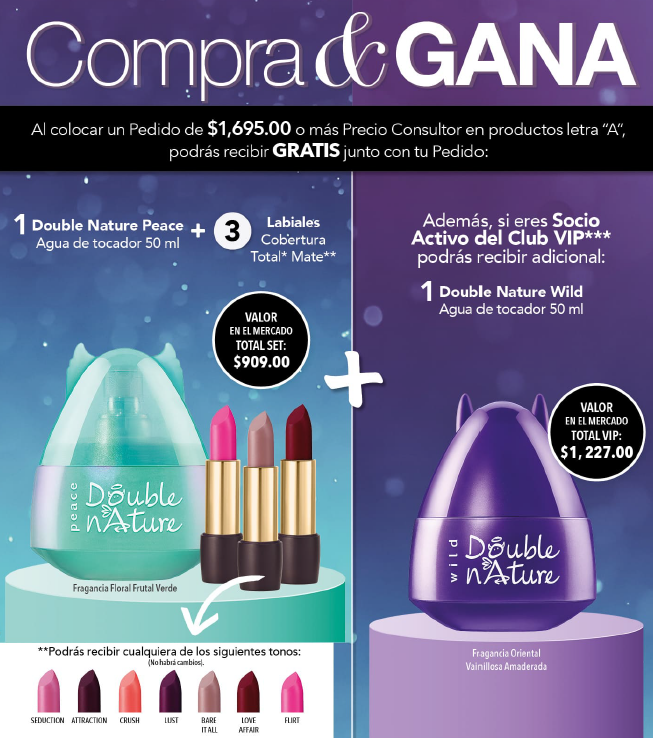 Compra & GANA
Al colocar un Pedido de $1,695.00 o más Precio Consultor en productos letra “A”,
podrás recibir GRATIS junto con tu Pedido:
1 Double Nature Peace
Agua de tocador 50 ml
+
3
Labiales
Cobertura
Total* Mate**
VALOR
EN EL MERCADO
TOTAL SET:
$909.00
peace
Double
nAture
Fragancia Floral Frutal Verde
**Podrás recibir cualquiera de los siguientes tonos:
(No habrá cambios).
SEDUCTION
ATTRACTION
CRUSH
LUST
BARE
IT ALL
LOVE
AFFAIR
FLIRT
+
Además, si eres Socio
Activo del Club VIP***
podrás recibir adicional:
1 Double Nature Wild
Agua de tocador 50 ml
VALOR
EN EL MERCADO
TOTAL VIP:
$1, 227.00
wild
Double
nAture
Fragancia Oriental
Vainillosa Amaderada